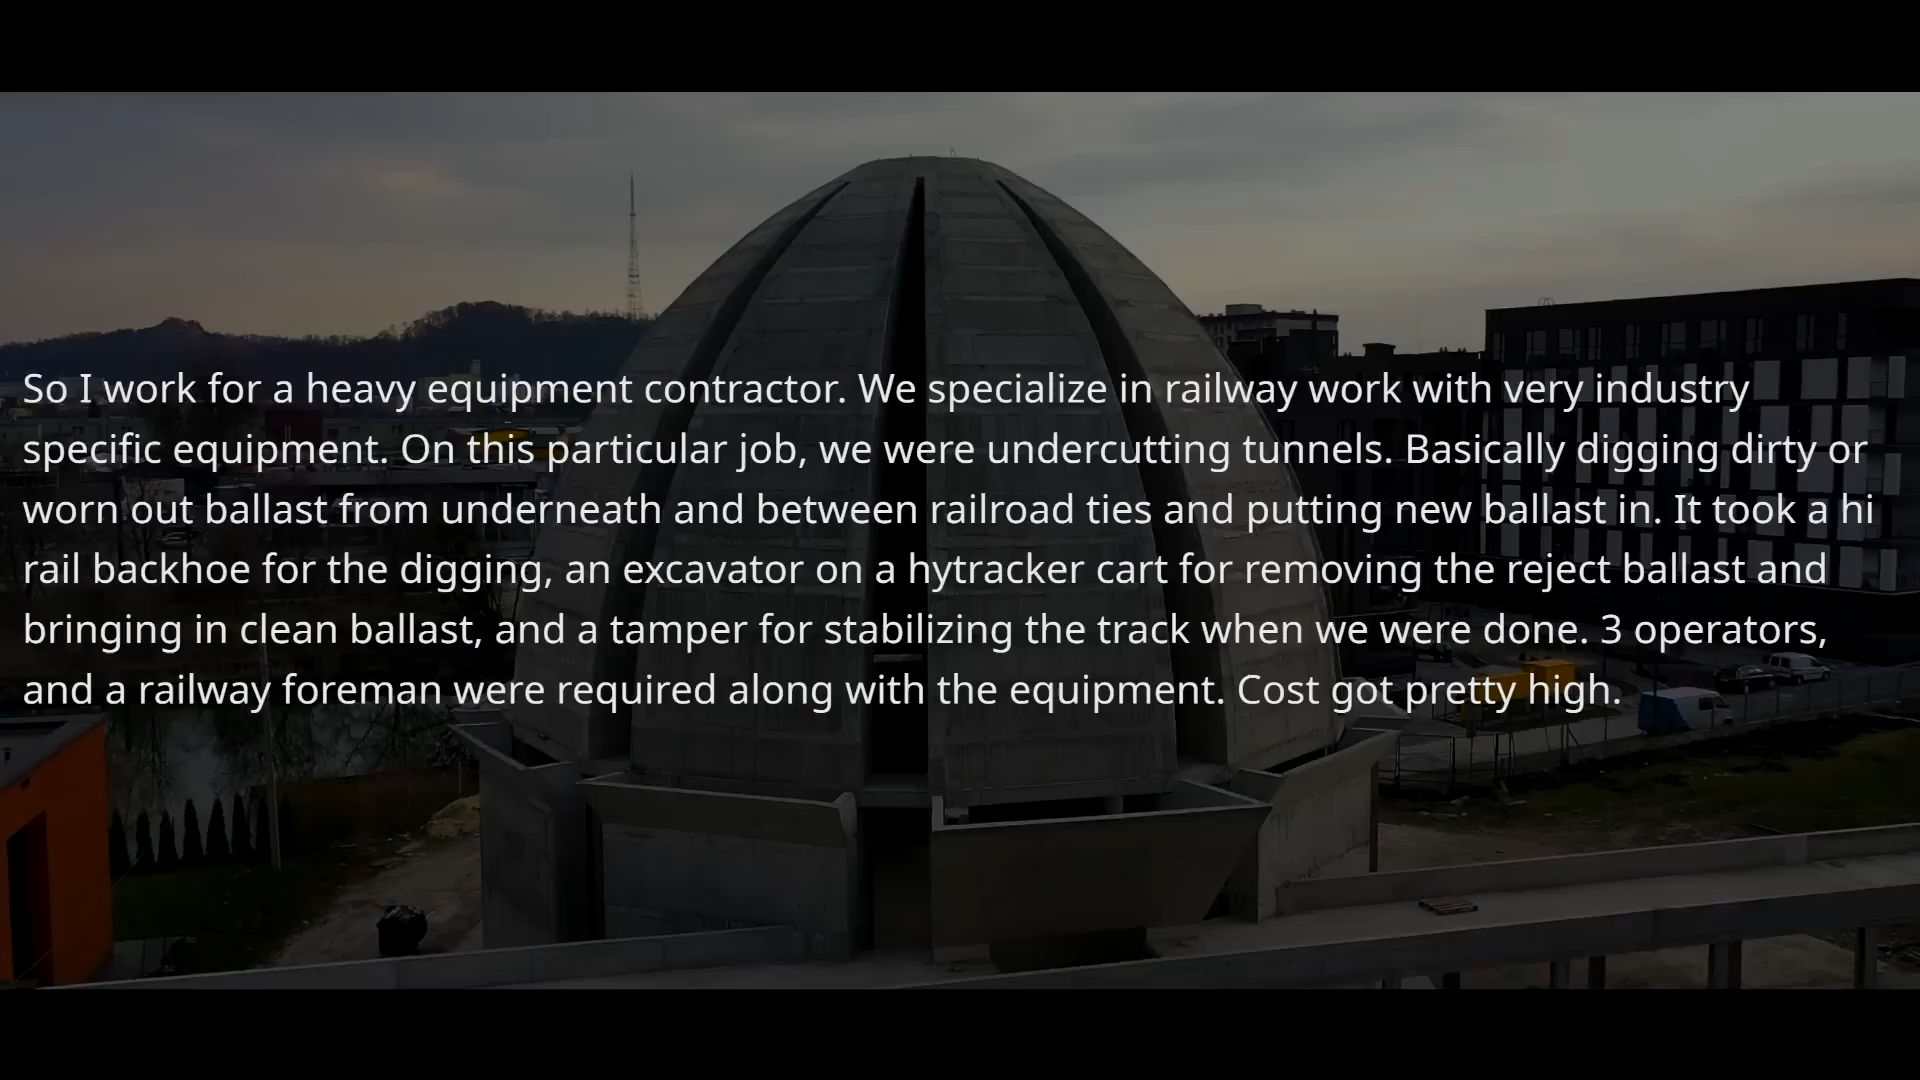 So I work for a heavy equipment contractor. We specialize in railway work with very industry
specific equipment. On this particular job, we were undercutting tunnels. Basically digging dirty or
worn out ballast from underneath and between railroad ties and putting new ballast in. It took a hi
rail backhoe for the digging, an excavator on a hytracker cart for removing the reject ballast and
bringing in clean ballast, and a tamper for stabilizing the track when we were done. 3 operators,
and a railway foreman were required along with the equipment. Cost got pretty high.